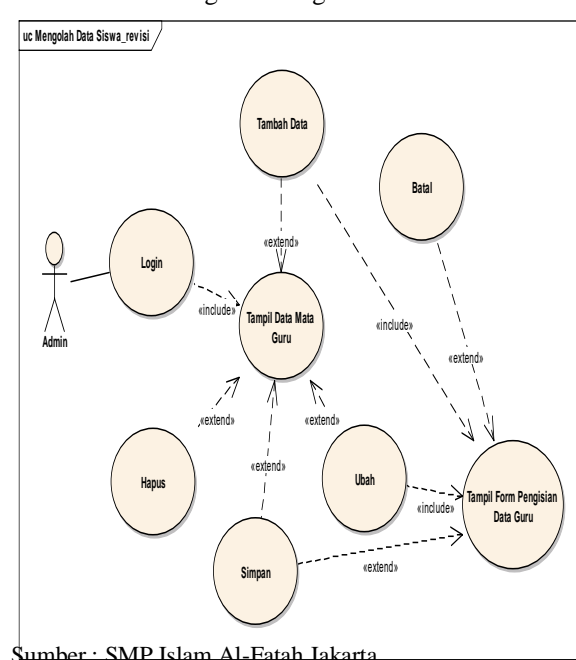 uc Mengolah Data Siswa_revisi
Tambah Data
Batal
«extend»
Login
Admin
«include»
Tampil Data Mata
Guru
«include»
«extend»
«extend»
«extend»
Hapus
«extend»
Ubah
«include»
Tampil Form Pengisian
Data Guru
Simpan
«extend»
Sumber : SMP Islam Al-Fatah Jakarta